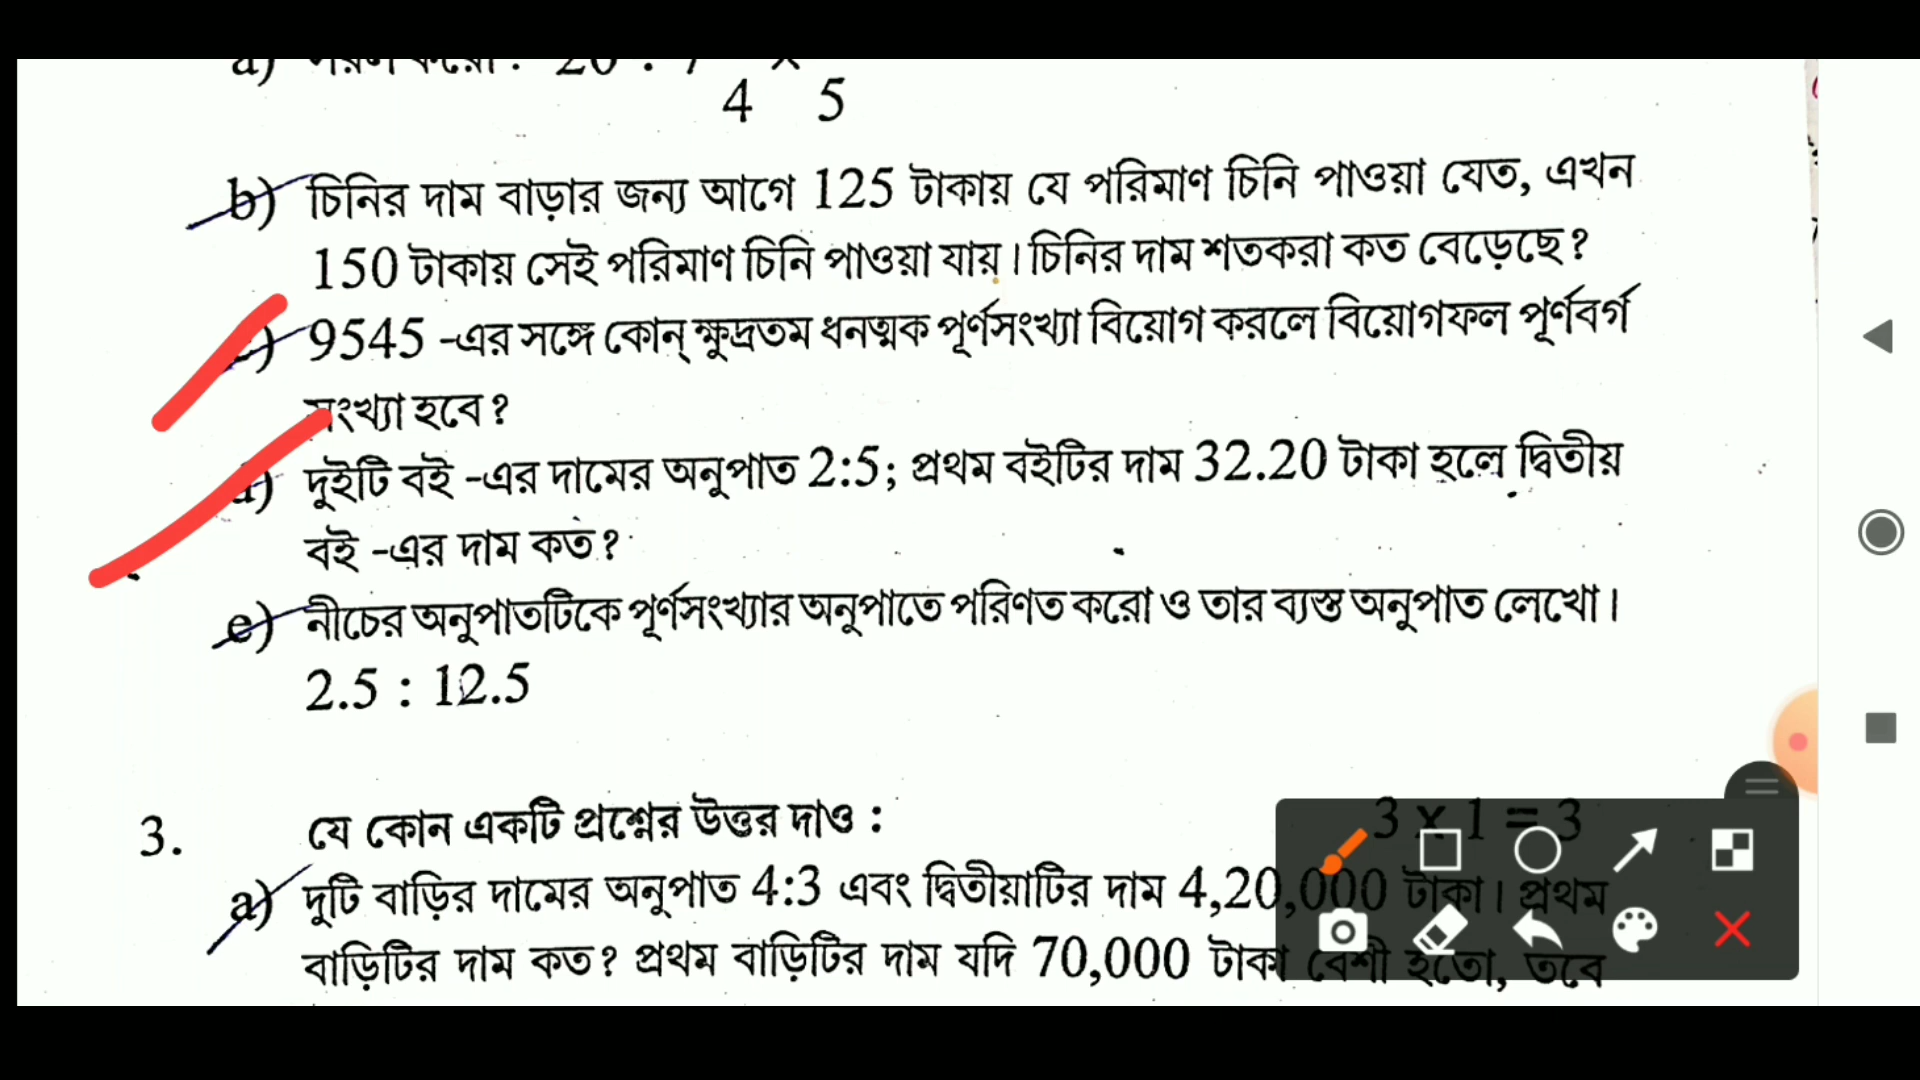 4 5
b) চিনির দাম বাড়ার জন্য আগে 125 টাকায় যে পরিমাণ চিনি পাওয়া যেত, এখন
150 টাকায় সেই পরিমাণ চিনি পাওয়া যায়। চিনির দাম শতকরা কত বেড়েছে?
9545 -এর সঙ্গে কোন্ ক্ষুদ্রতম ধনত্মক পূর্ণসংখ্যা বিয়োগ করলে বিয়োগফল পূর্ণবর্গ
সংখ্যা হবে?
d) দুইটি বই -এর দামের অনুপাত 2:5; প্রথম বইটির দাম 32.20 টাকা হলে দ্বিতীয়
বই -এর দাম কত?
e) নীচের অনুপাতটিকে পূর্ণসংখ্যার অনুপাতে পরিণত করো ও তার ব্যস্ত অনুপাত লেখো।
2.5 : 12.5
3. যে কোন একটি প্রশ্নের উত্তর দাও : 3 x 1 = 3
a) দুটি বাড়ির দামের অনুপাত 4:3 এবং দ্বিতীয়াটির দাম 4,20,000 টাকা। প্রথম
বাড়িটির দাম কত? প্রথম বাড়িটির দাম যদি 70,000 টাকা বেশী হতো, তবে